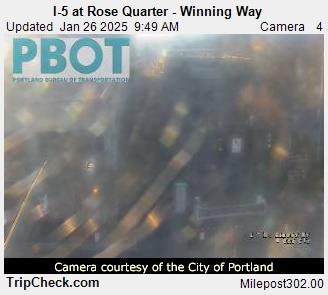 I-5 at Rose Quarter - Winning Way
Updated Jan 26 2025 9:49 AM Camera 4
PBOT
PORTLAND BUREAU OF TRANSPORTATION
Camera courtesy of the City of Portland
TripCheck.com Milepost302.00